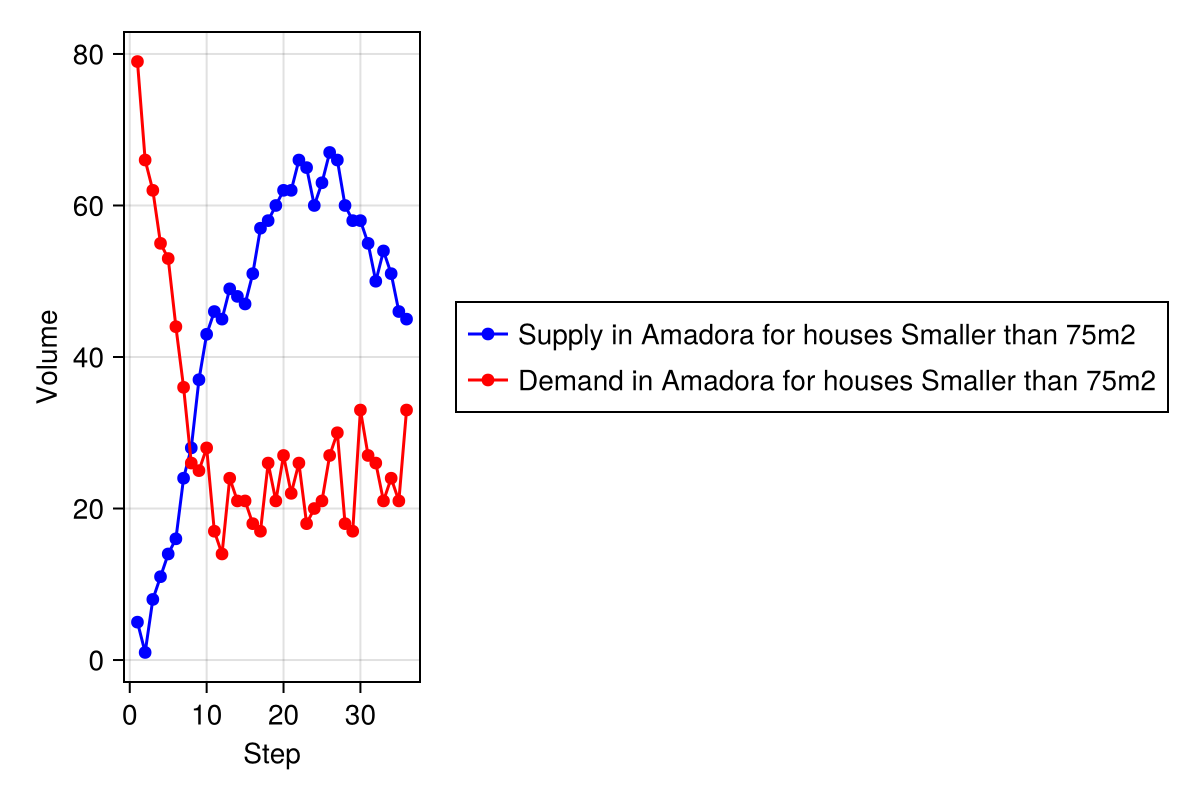 80
60
40
20
0
Volume
0 10 20 30
Step
Supply in Amadora for houses Smaller than 75m2
Demand in Amadora for houses Smaller than 75m2